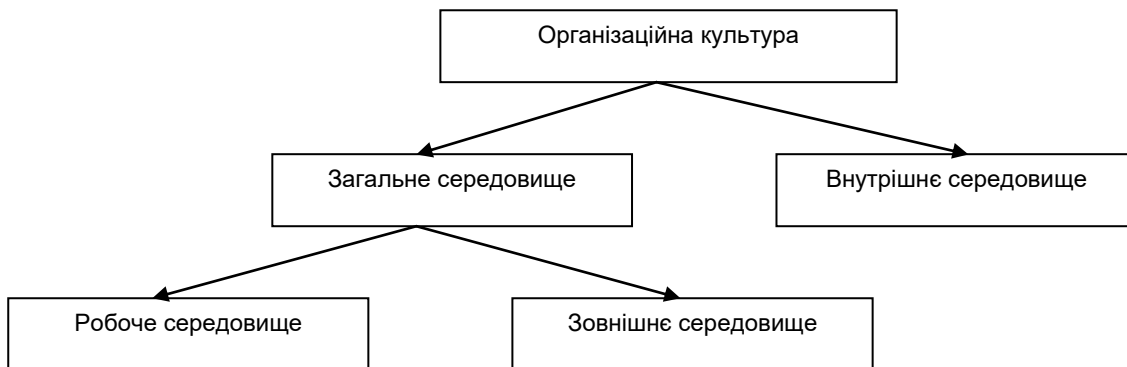 Організаційна культура
Загальне середовище
Внутрішнє середовище
Робоче середовище
Зовнішнє середовище